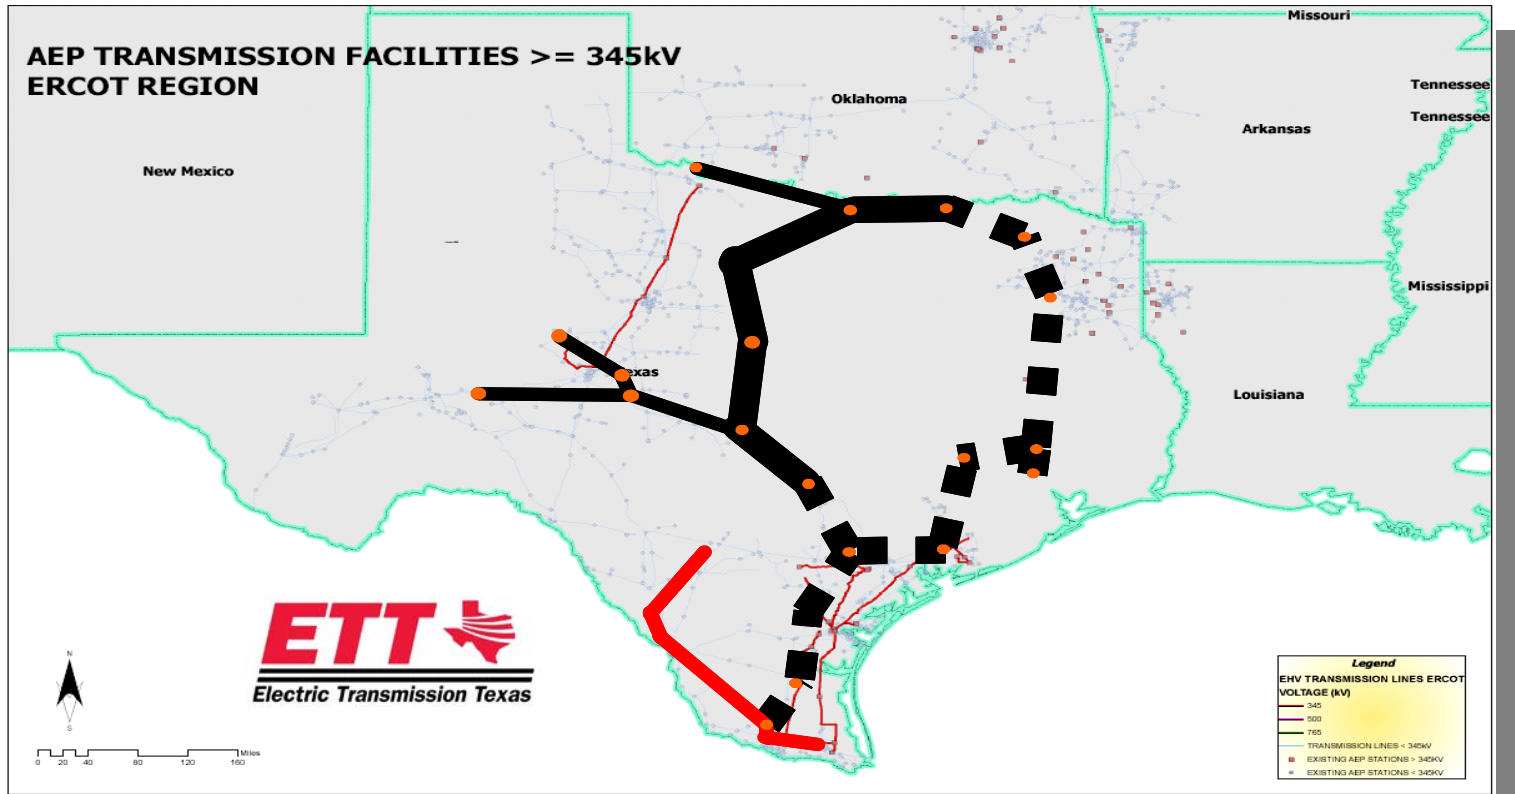 Missouri
AEP TRANSMISSION FACILITIES >= 345kV
ERCOT REGION
Tennessee
Oklahoma
Tennessee
Arkansas
New Mexico
Mississippi
exas
Louisiana
ETT
Electric Transmission Texas
N
S
Miles
0 20 40 80 120 160
Legend
EHV TRANSMISSION LINES ERCOT
VOLTAGE (kV)
345
500
765
TRANSMISSION LINES < 345kV
EXISTING AEP STATIONS > 345KV
EXISTING AEP STATIONS < 345KV